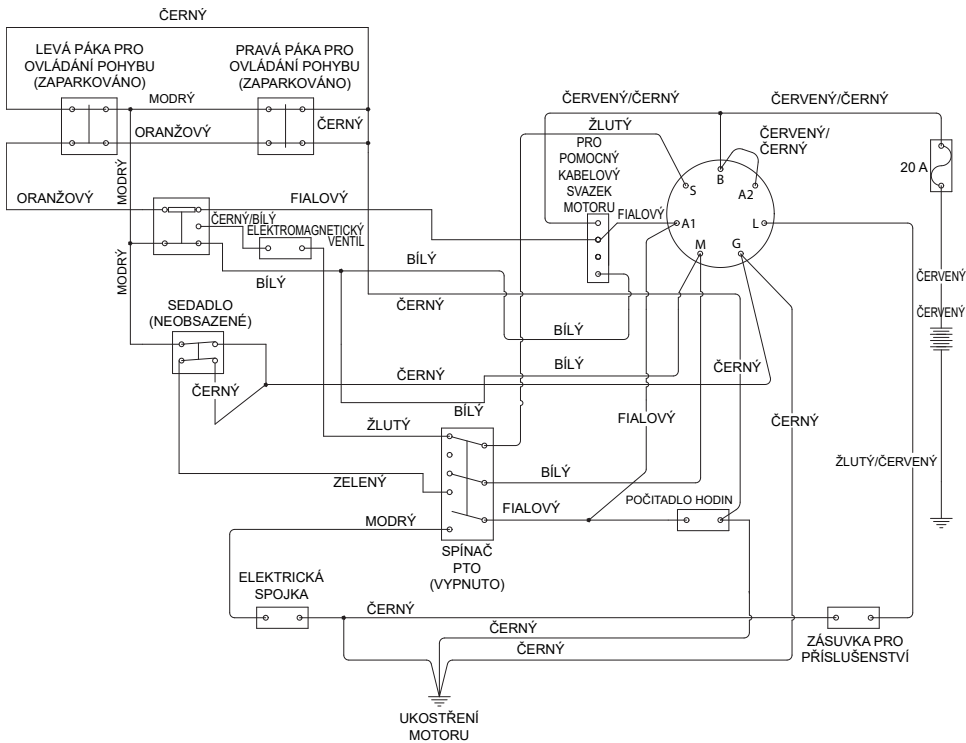 ČERNÝ
LEVÁ PÁKA PRO
OVLÁDÁNÍ POHYBU
(ZAPARKOVÁNO)
PRAVÁ PÁKA PRO
OVLÁDÁNÍ POHYBU
(ZAPARKOVÁNO)
MODRÝ
ČERNÝ
ORANŽOVÝ
ČERVENÝ/ČERNÝ
ČERVENÝ/ČERNÝ
ŽLUTÝ
ČERVENÝ/
ČERNÝ
PRO
POMOCNÝ
KABELOVÝ
SVAZEK
MOTORU
20 A
B
S
A2
A1
L
M
G
MODRÝ
ORANŽOVÝ
FIALOVÝ
FIALOVÝ
ČERNÝ/BÍLÝ
ELEKTROMAGNETICKÝ
VENTIL
MODRÝ
BÍLÝ
BÍLÝ
ČERVENÝ
ČERVENÝ
SEDADLO
(NEOBSAZENÉ)
ČERNÝ
BÍLÝ
BÍLÝ
ČERNÝ
ČERNÝ
ČERNÝ
BÍLÝ
FIALOVÝ
ČERNÝ
ŽLUTÝ
ŽLUTÝ/ČERVENÝ
ZELENÝ
BÍLÝ
FIALOVÝ
POČITADLO HODIN
MODRÝ
SPÍNAČ
PTO
(VYPNUTO)
ELEKTRICKÁ
SPOJKA
ČERNÝ
ČERNÝ
ČERNÝ
ZÁSUVKA PRO
PŘÍSLUŠENSTVÍ
UKOSTŘENÍ
MOTORU